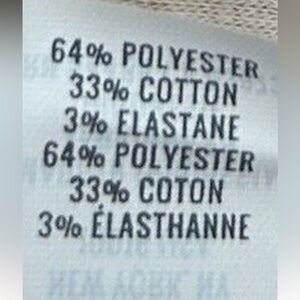 64% POLYESTER
33% COTTON
3% ELASTANE
64% POLYESTER
33% COTON
3% ÉLASTHANNE